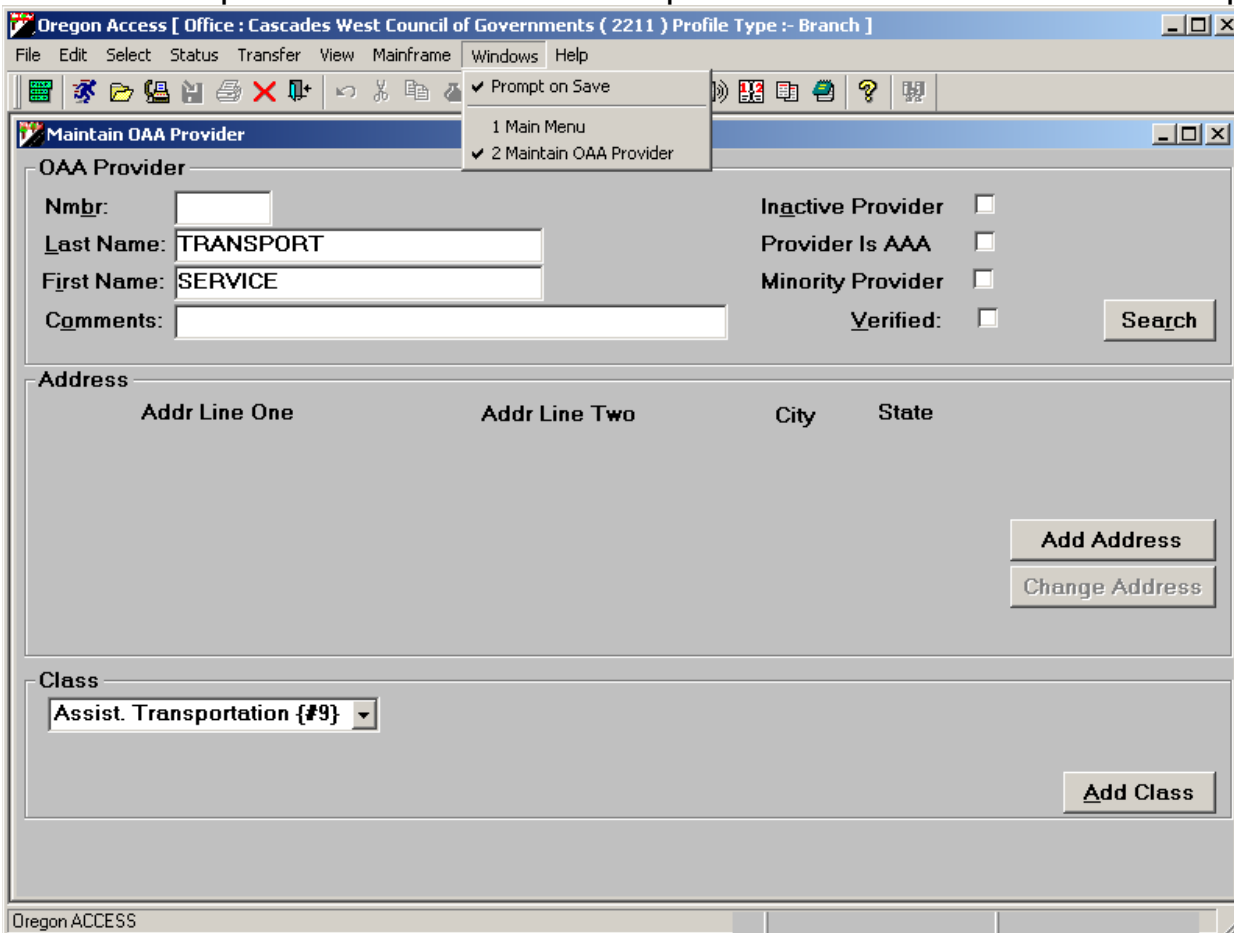 Oregon Access [ Office : Cascades West Council of Governments ( 2211 ) Profile Type :- Branch ]
File Edit Select Status Transfer View Mainframe Windows Help
✔ Prompt on Save
1 Main Menu
✔ 2 Maintain OAA Provider
Maintain OAA Provider
OAA Provider
Nmbr:
Inactive Provider
Last Name: TRANSPORT
Provider Is AAA
First Name: SERVICE
Minority Provider
Comments:
Verified:
Search
Address
Addr Line One Addr Line Two City State
Add Address
Change Address
Class
Assist. Transportation {#9}
Add Class
Oregon ACCESS